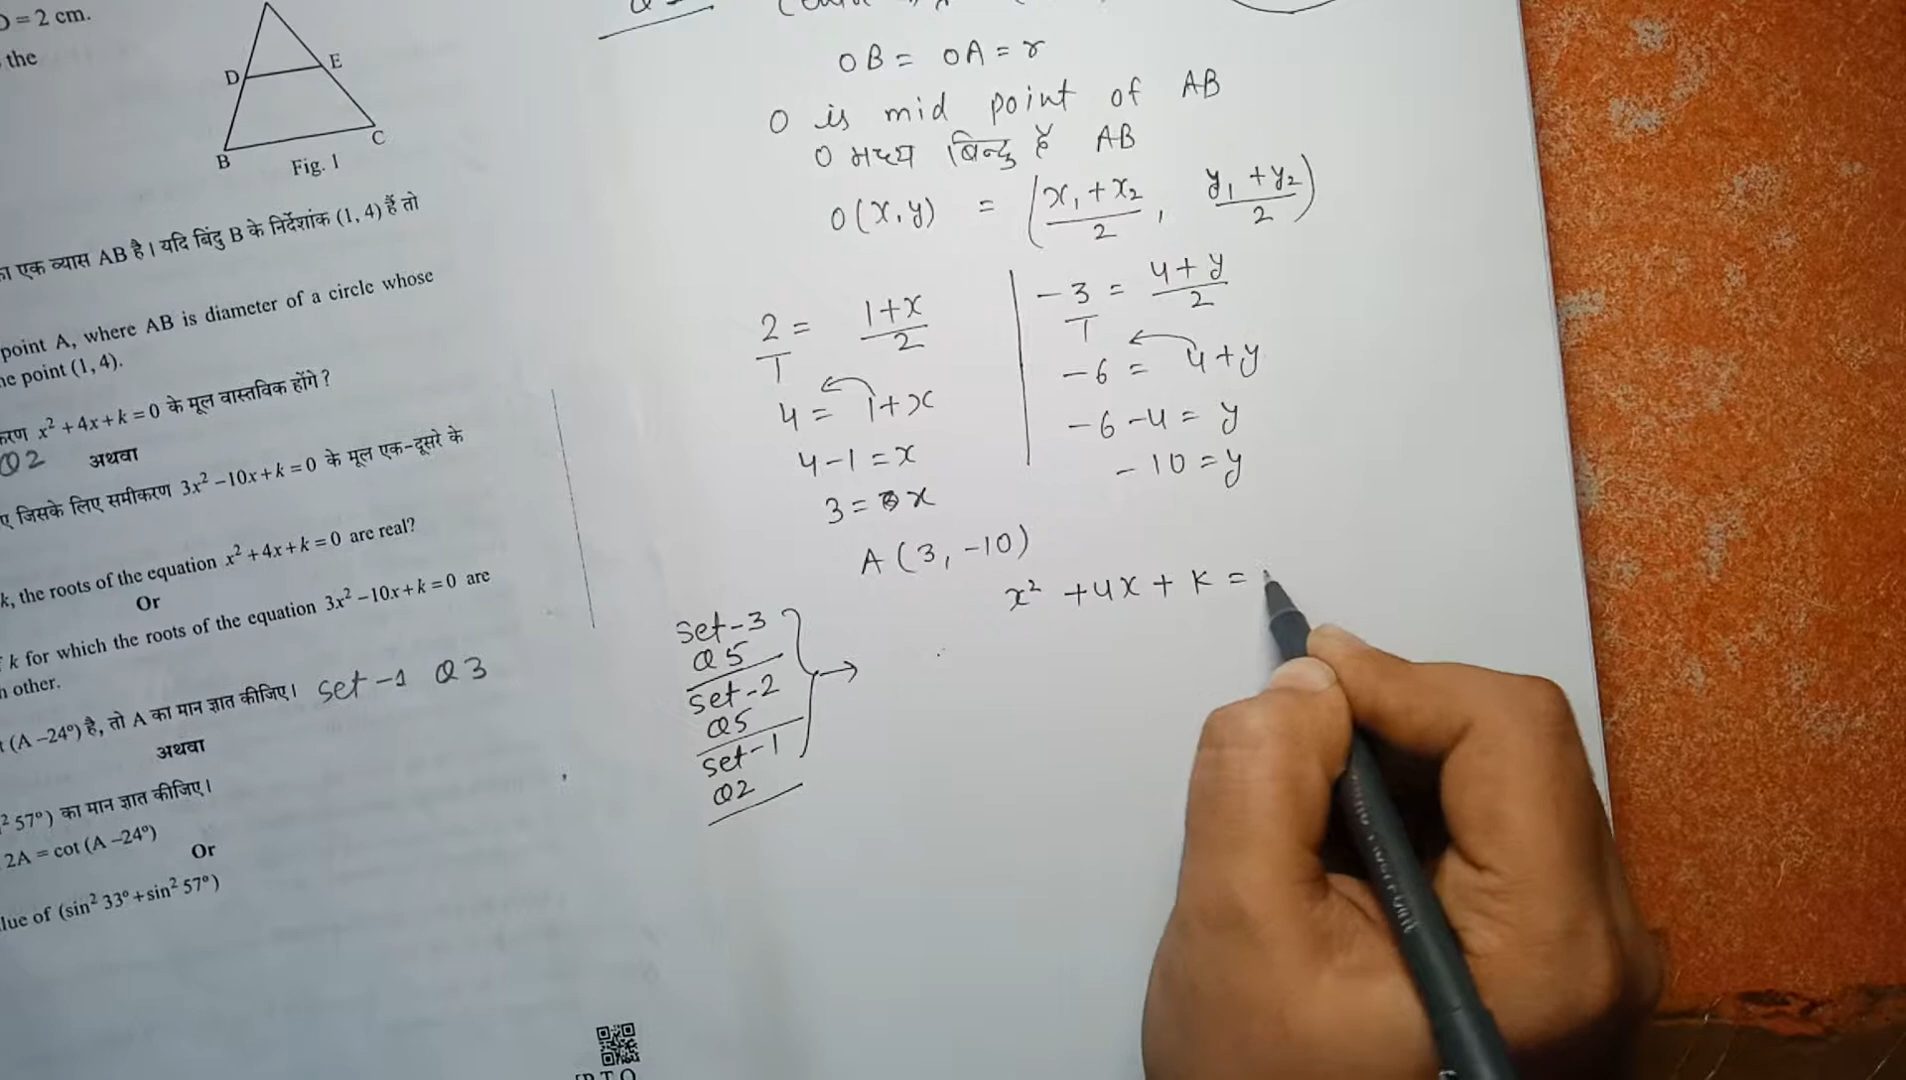 = 2 cm.
the
D
E
B
C
Fig. 1
एक व्यास AB है। यदि बिंदु B के निर्देशांक (1, 4) हैं तो
point A, where AB is diameter of a circle whose
point (1, 4).
x² + 4x + k = 0 के मूल वास्तविक होंगे ?
Q2 अथवा
जिसके लिए समीकरण 3x² – 10x + k = 0 के मूल एक-दूसरे के
k, the roots of the equation x² + 4x + k = 0 are real?
Or
k for which the roots of the equation 3x² – 10x + k = 0 are
other.
(A – 24°) है, तो A का मान ज्ञात कीजिए। set-1 Q3
अथवा
² 57°) का मान ज्ञात कीजिए।
2A = cot (A – 24°)
Or
of (sin² 33° + sin² 57°)
OB = OA = r
O is mid point of AB
O मध्य बिन्दु है AB
O(x,y) = (x₁ + x₂/2, y₁ + y₂/2)
2/1 = 1+x/2
4 = 1+x
4-1 = x
3 = x
-3/1 = 4+y/2
-6 = 4+y
-6-4 = y
-10 = y
A (3, -10)
x² + 4x + k =
set-3
Q5
set-2
Q5
set-1
Q2